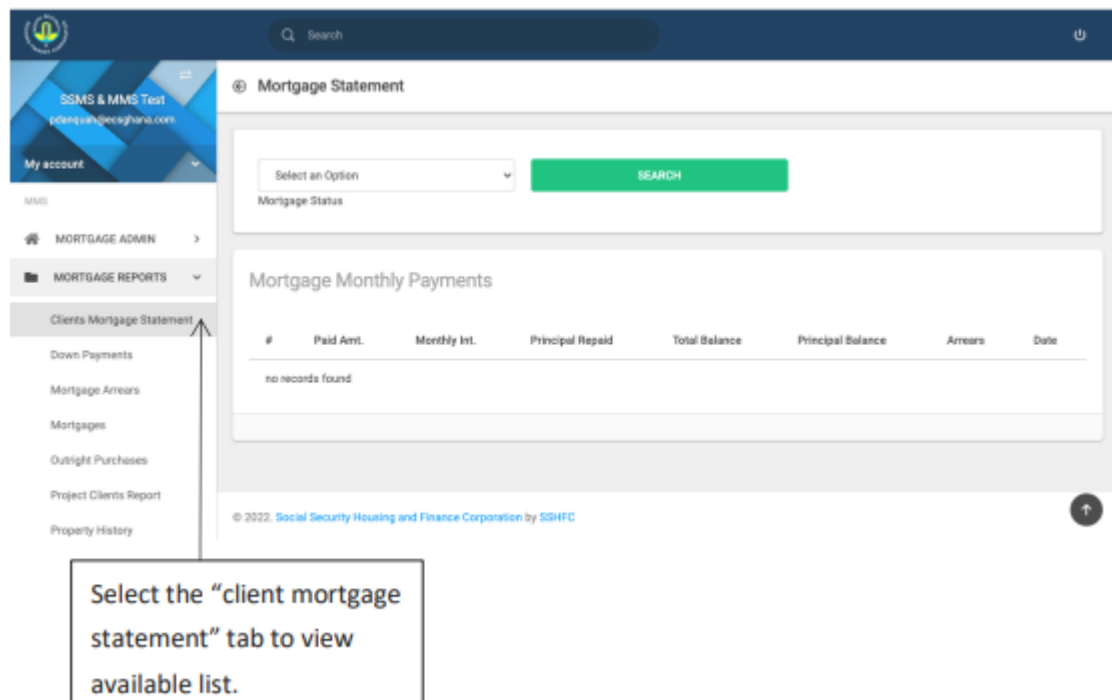 Search
SSMS & MMS Test
pdanquah@ecsghana.com
My account
MMS
MORTGAGE ADMIN
MORTGAGE REPORTS
Clients Mortgage Statement
Down Payments
Mortgage Arrears
Mortgages
Outright Purchases
Project Clients Report
Property History
Mortgage Statement
Select an Option
SEARCH
Mortgage Status
Mortgage Monthly Payments
# Paid Amt. Monthly Int. Principal Repaid Total Balance Principal Balance Arrears Date
no records found
© 2022. Social Security Housing and Finance Corporation by SSHFC
Select the “client mortgage
statement” tab to view
available list.